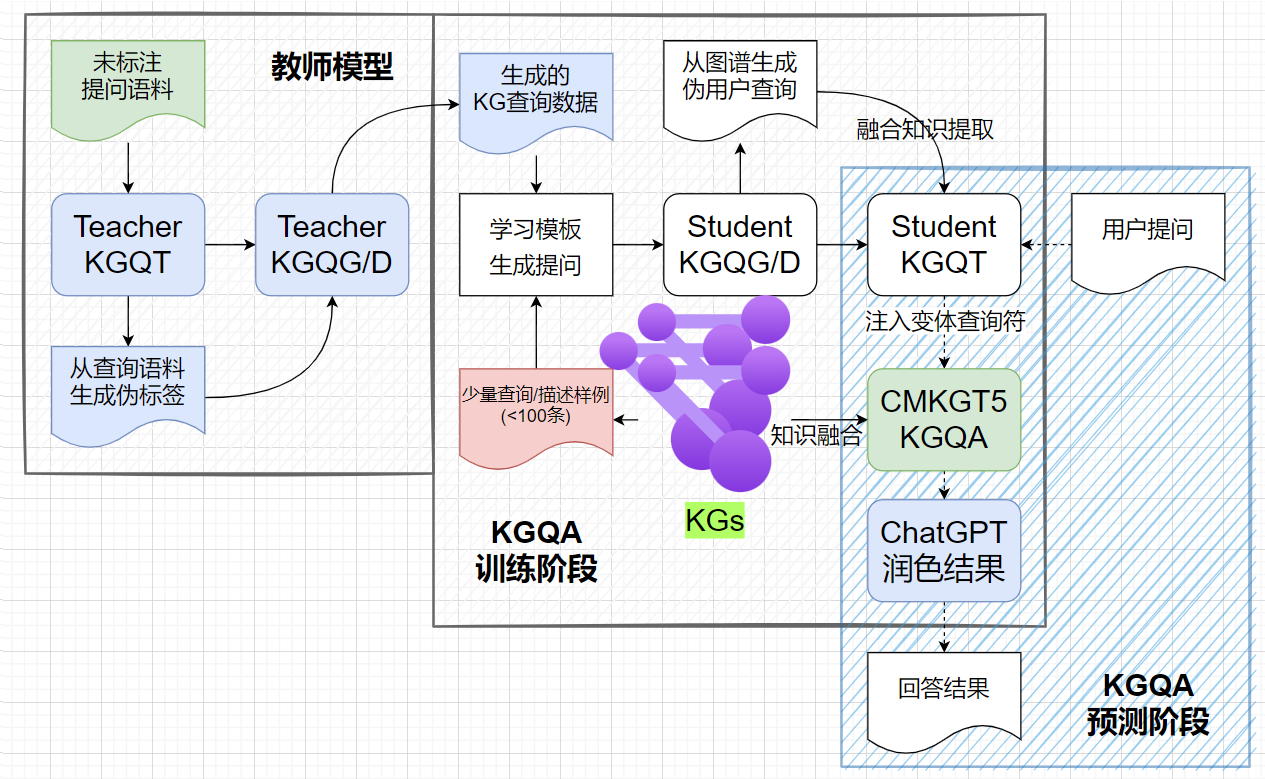 未标注
提问语料
教师模型
Teacher
KGQT
Teacher
KGQG/D
从查询语料
生成伪标签
生成的
KG查询数据
从图谱生成
伪用户查询
融合知识提取
学习模板
生成提问
Student
KGQG/D
Student
KGQT
用户提问
注入变体查询符
少量查询/描述样例
(<100条)
知识融合
CMKGT5
KGQA
KGs
KGQA
训练阶段
ChatGPT
润色结果
回答结果
KGQA
预测阶段